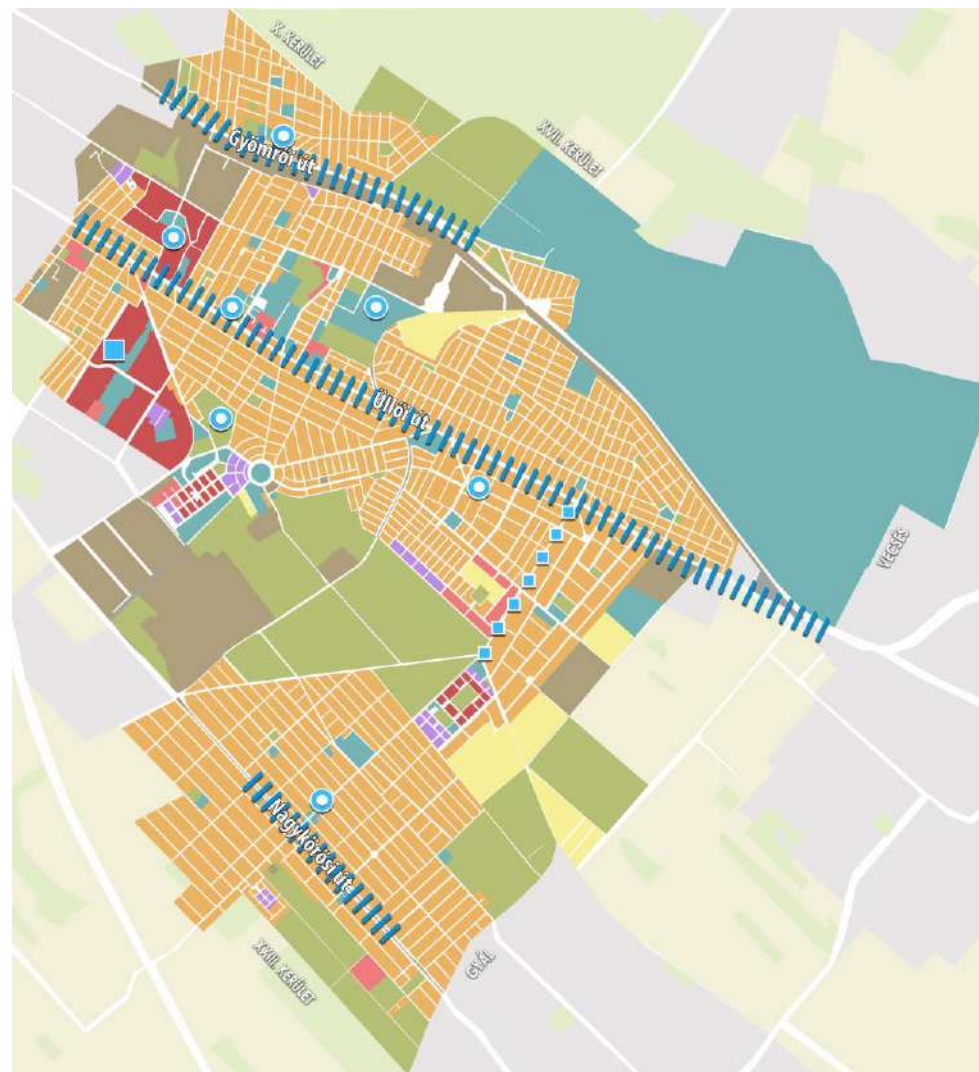 X. KERÜLET
XVII. KERÜLET
Gyömrői út
Üllői út
VECSÉS
Nagykőrösi út
GYÁL
XXIII. KERÜLET